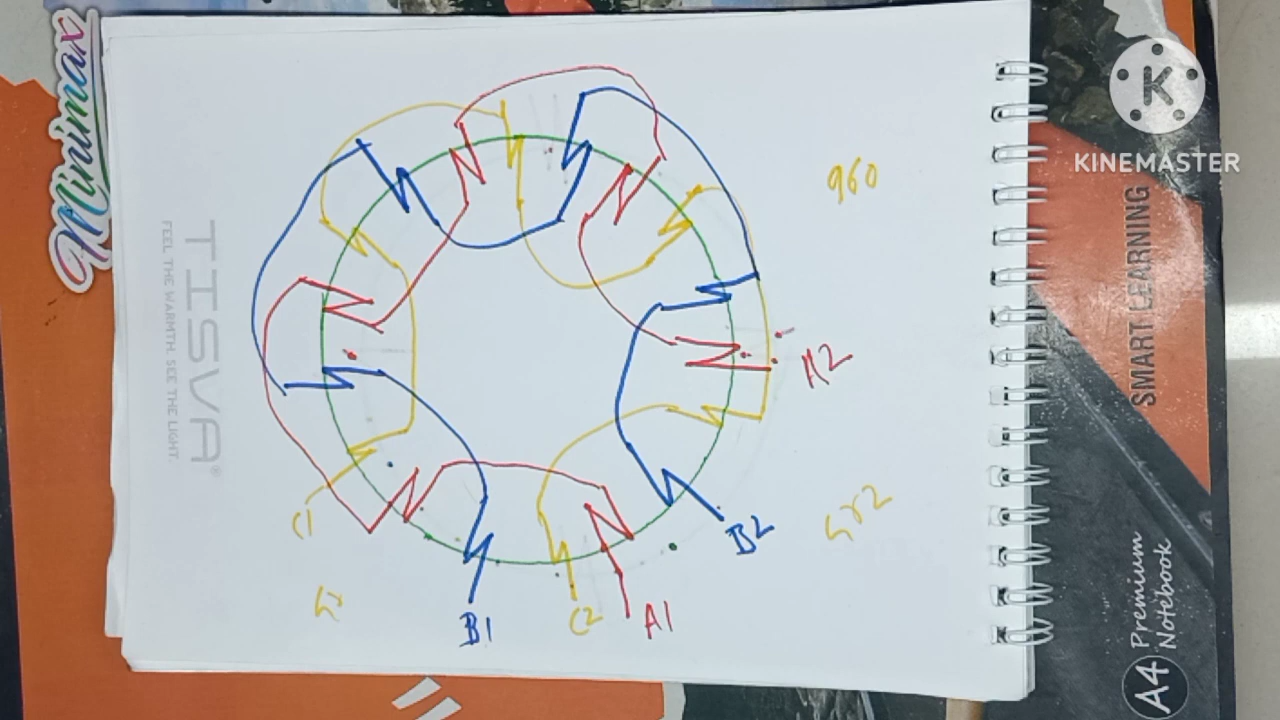 Minimax
KINEMASTER
960
TISVA®
FEEL THE WARMTH. SEE THE LIGHT.
SMART LEARNING
A2
C1
B2
B1
C2
A1
A4 Premium
Notebook